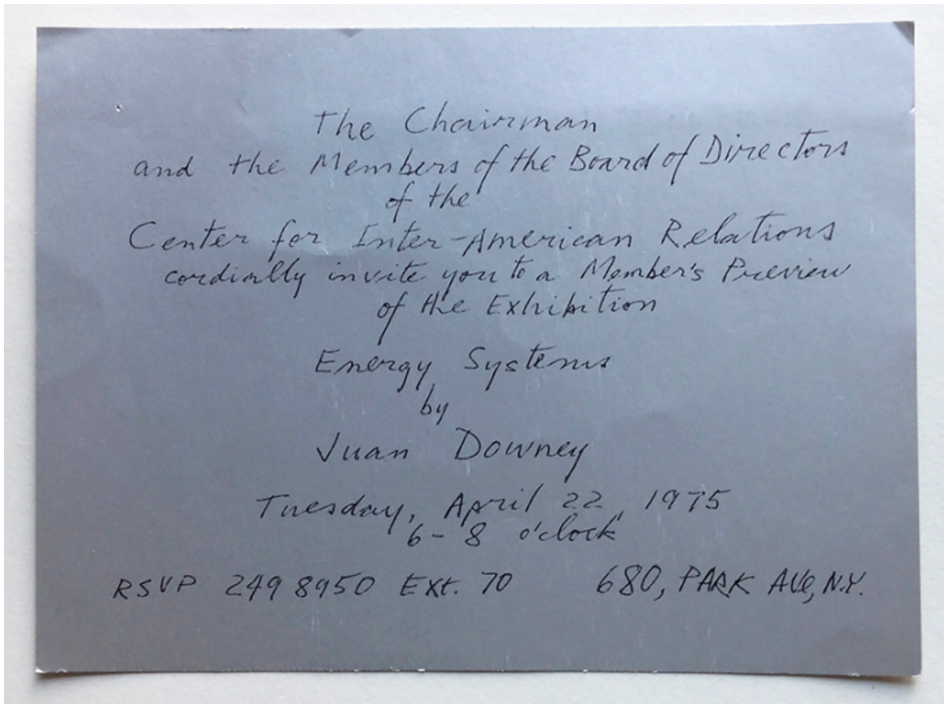 The Chairman
and the Members of the Board of Directors
of the
Center for Inter-American Relations
cordially invite you to a Member's Preview
of the Exhibition
Energy Systems
by
Juan Downey
Tuesday, April 22, 1975
6-8 o'clock
RSVP 249 8950 Ext. 70 680, PARK AVe, N.Y.